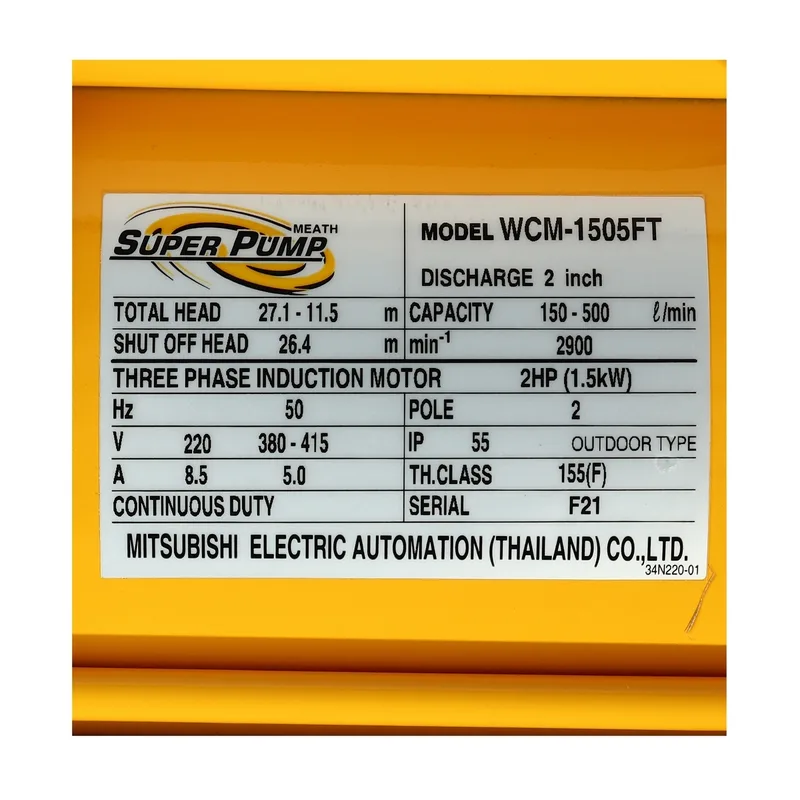 MEATH
SUPER PUMP
MODEL WCM-1505FT
DISCHARGE 2 inch
TOTAL HEAD 27.1 - 11.5 m CAPACITY 150 - 500 ℓ/min
SHUT OFF HEAD 26.4 m min-1 2900
THREE PHASE INDUCTION MOTOR 2HP (1.5kW)
Hz 50 POLE 2
V 220 380 - 415 IP 55 OUTDOOR TYPE
A 8.5 5.0 TH.CLASS 155(F)
CONTINUOUS DUTY SERIAL F21
MITSUBISHI ELECTRIC AUTOMATION (THAILAND) CO.,LTD.
34N220-01